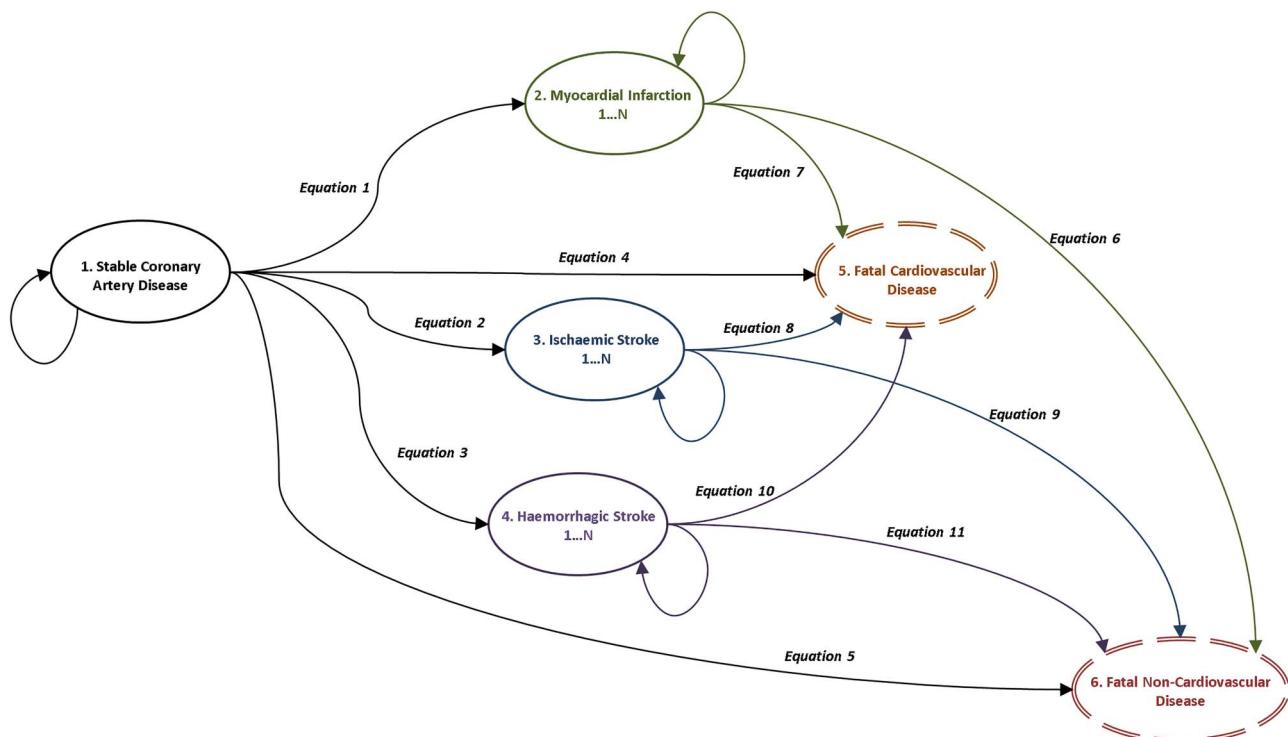 2. Myocardial Infarction
1...N
Equation 1
Equation 7
Equation 6
1. Stable Coronary
Artery Disease
Equation 4
5. Fatal Cardiovascular
Disease
Equation 2
3. Ischaemic Stroke
1...N
Equation 8
Equation 9
Equation 3
4. Haemorrhagic Stroke
1...N
Equation 10
Equation 11
Equation 5
6. Fatal Non-Cardiovascular
Disease